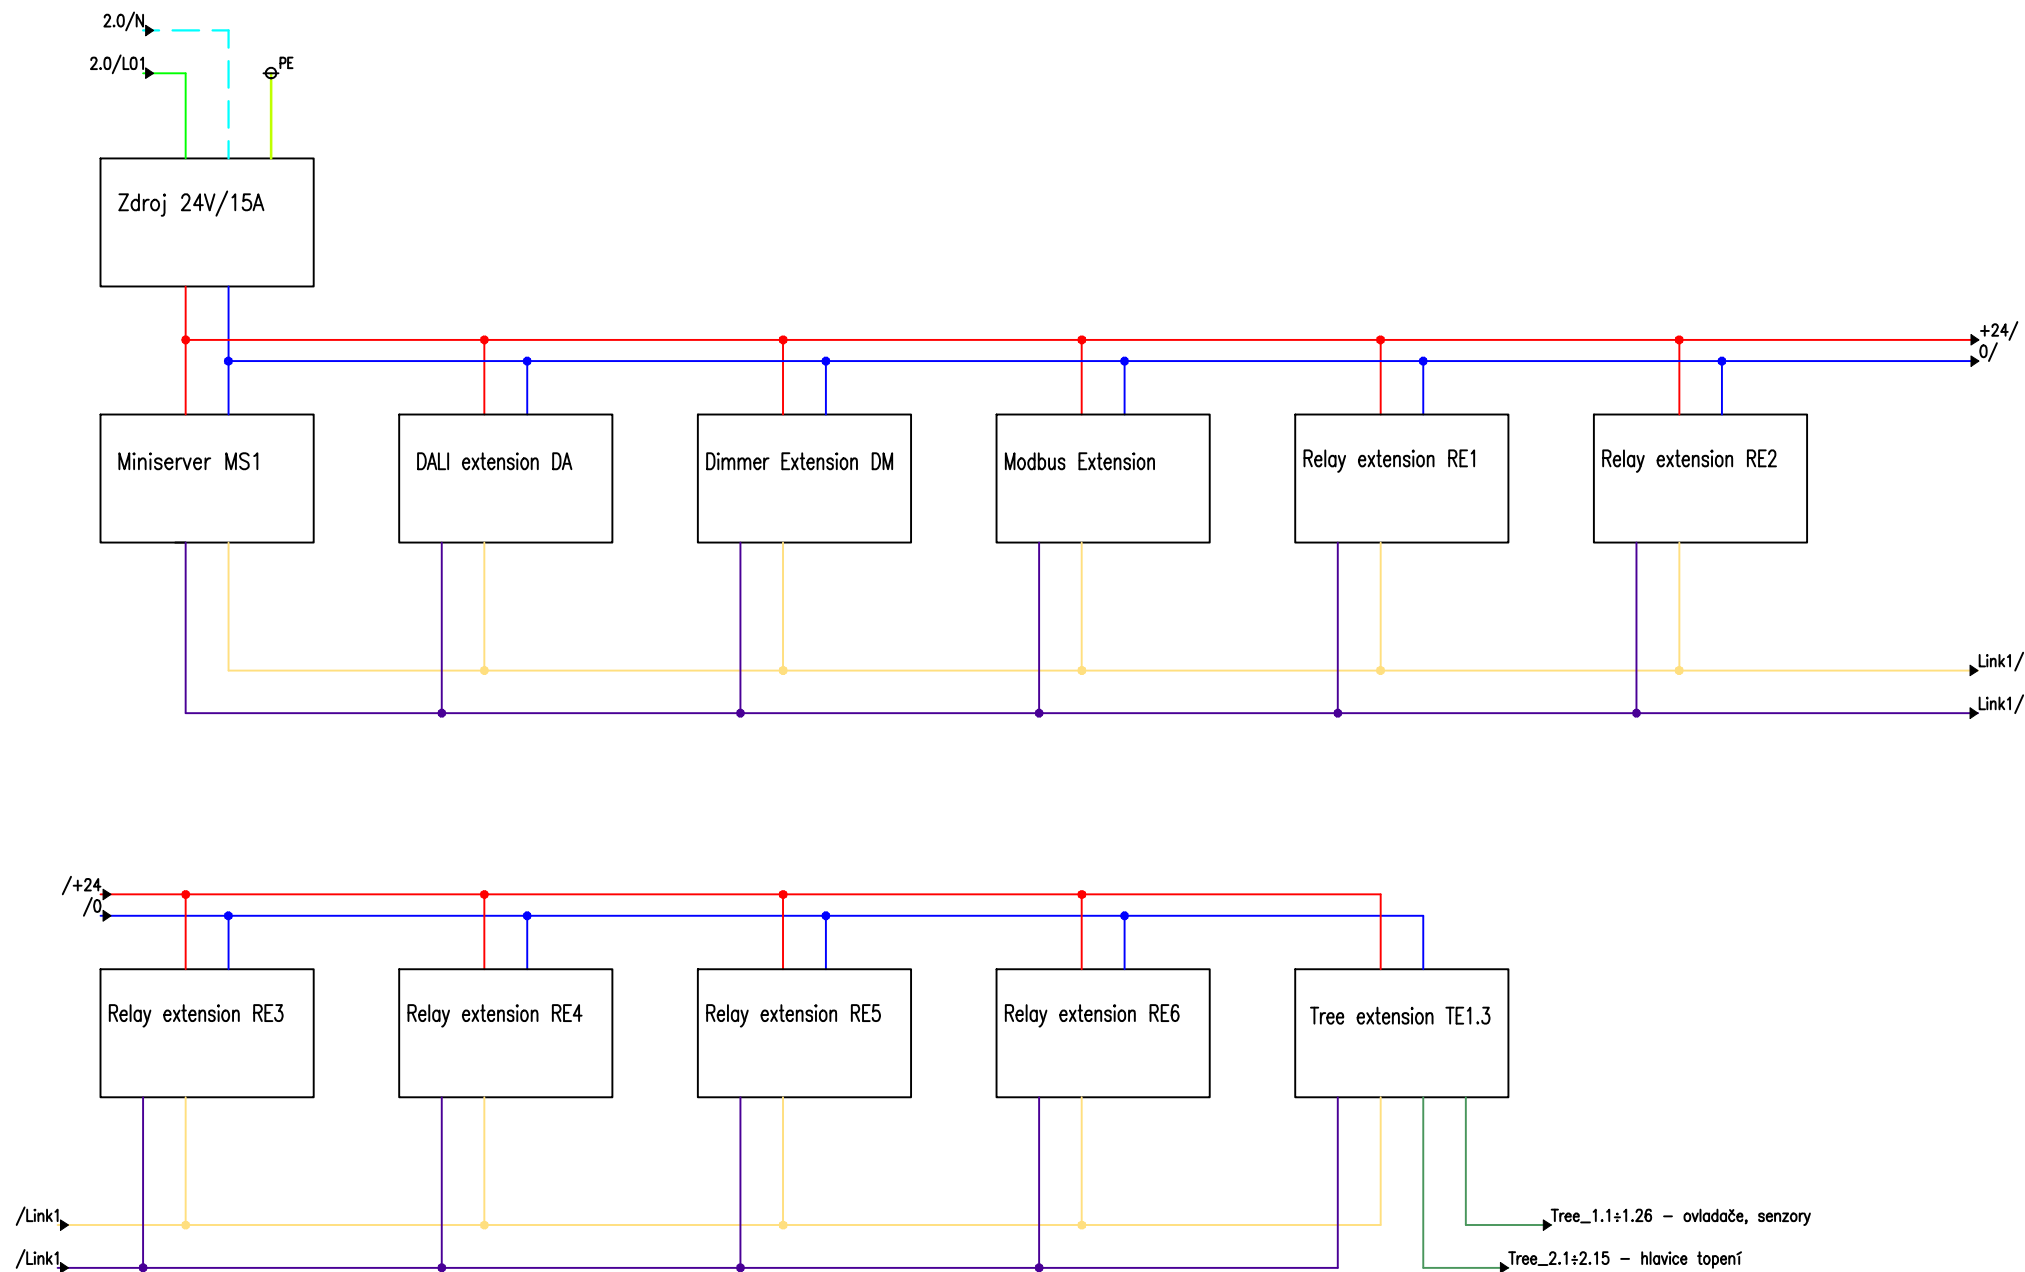 2.0/N
2.0/L01
PE
Zdroj 24V/15A
+24/
0/
Miniserver MS1
DALI extension DA
Dimmer Extension DM
Modbus Extension
Relay extension RE1
Relay extension RE2
Link1/
Link1/
/+24
/0
Relay extension RE3
Relay extension RE4
Relay extension RE5
Relay extension RE6
Tree extension TE1.3
/Link1
Tree_1.1÷1.26 – ovladače, senzory
/Link1
Tree_2.1÷2.15 – hlavice topení